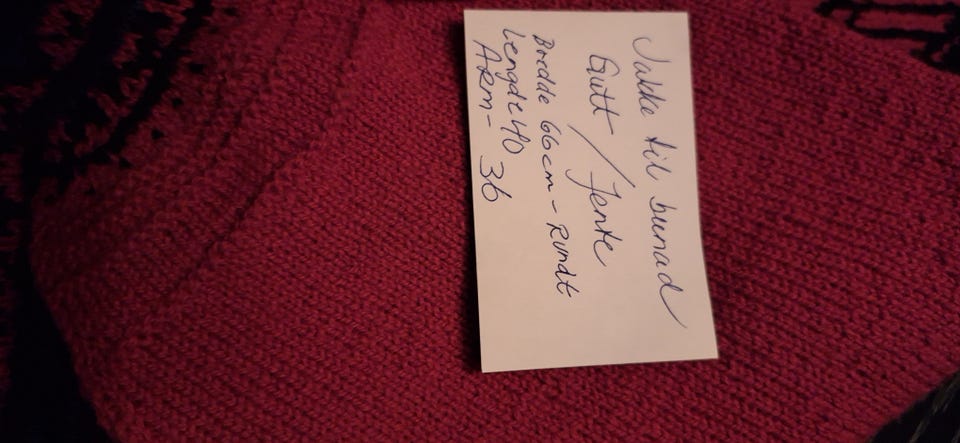 Jakke til bunad
Gutt / Jente
Bredde 66cm - Rundt
Lengde 40
ARM- 36